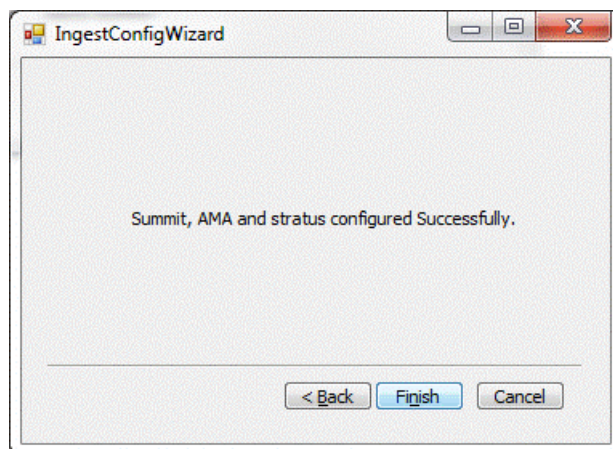 IngestConfigWizard
Summit, AMA and stratus configured Successfully.
< Back
Finish
Cancel